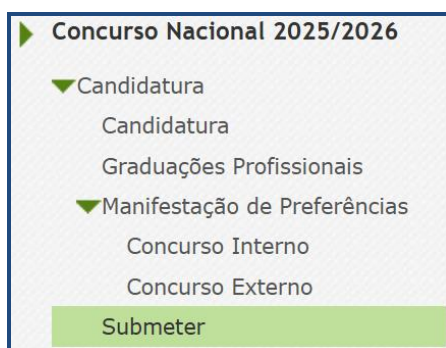 Concurso Nacional 2025/2026
Candidatura
Candidatura
Graduações Profissionais
Manifestação de Preferências
Concurso Interno
Concurso Externo
Submeter